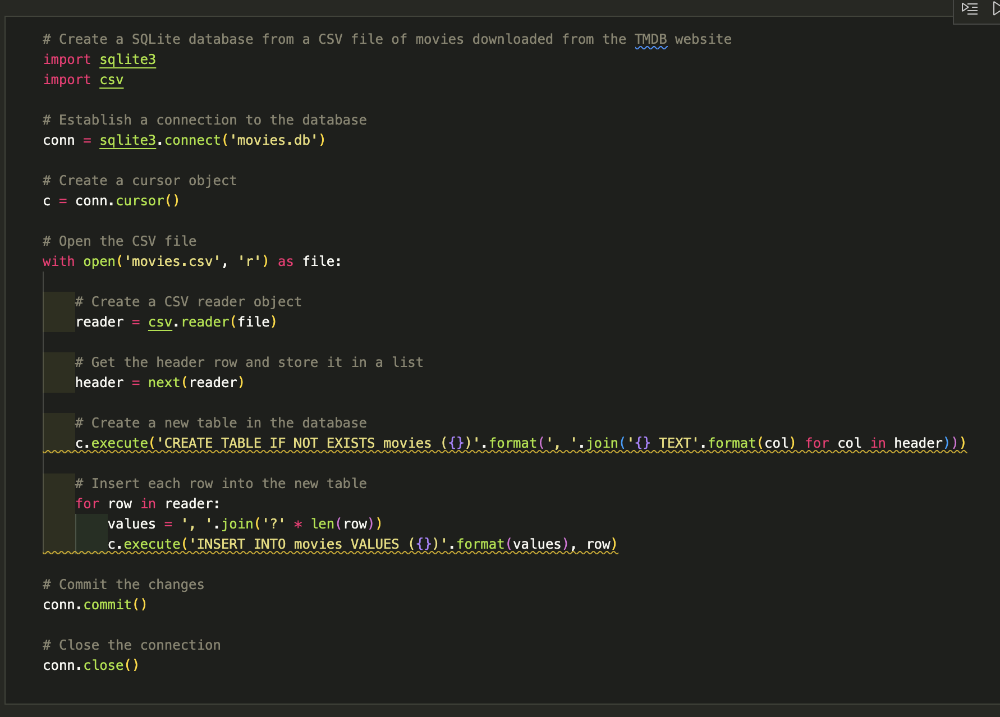 # Create a SQLite database from a CSV file of movies downloaded from the TMDB website
import sqlite3
import csv

# Establish a connection to the database
conn = sqlite3.connect('movies.db')

# Create a cursor object
c = conn.cursor()

# Open the CSV file
with open('movies.csv', 'r') as file:

    # Create a CSV reader object
    reader = csv.reader(file)

    # Get the header row and store it in a list
    header = next(reader)

    # Create a new table in the database
    c.execute('CREATE TABLE IF NOT EXISTS movies ({})'.format(', '.join('{} TEXT'.format(col) for col in header)))

    # Insert each row into the new table
    for row in reader:
        values = ', '.join('?' * len(row))
        c.execute('INSERT INTO movies VALUES ({})'.format(values), row)

# Commit the changes
conn.commit()

# Close the connection
conn.close()